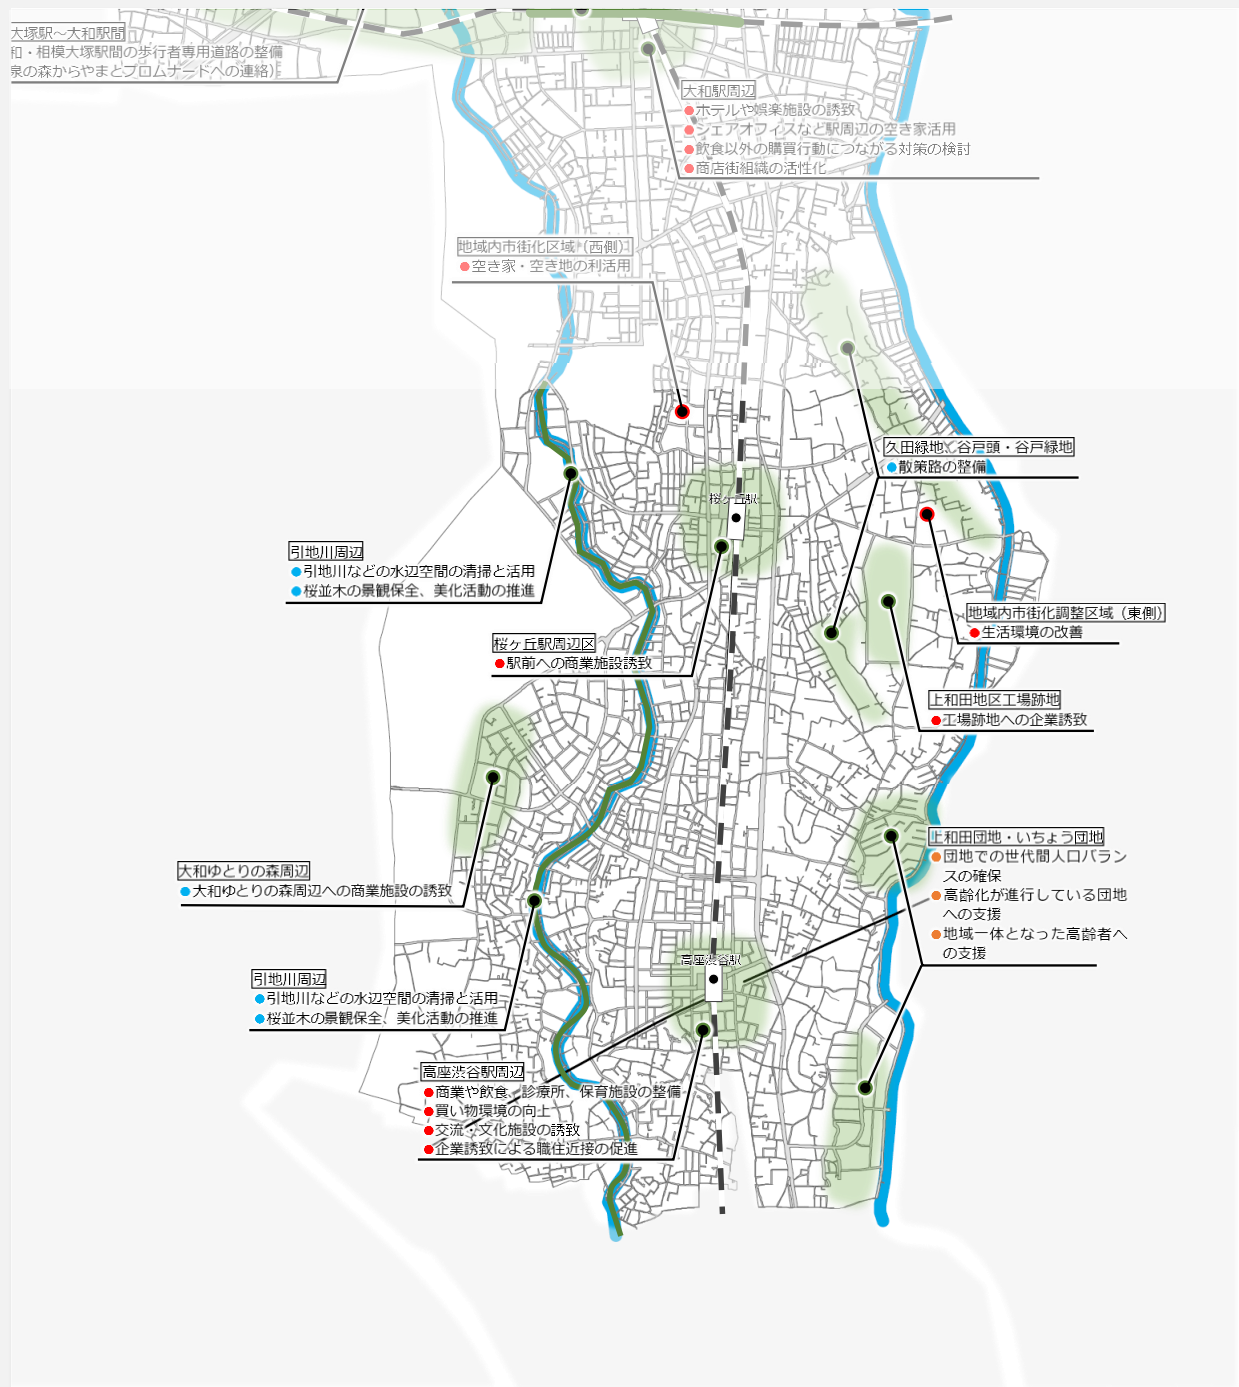 大塚駅～大和駅間
和・相模大塚駅間の歩行者専用道路の整備
泉の森からやまとプロムナードへの連絡）
大和駅周辺
●ホテルや娯楽施設の誘致
●シェアオフィスなど駅周辺の空き家活用
●飲食以外の購買行動につながる対策の検討
●商店街組織の活性化
地域内市街化区域（西側）
●空き家・空き地の利活用
久田緑地、谷戸頭・谷戸緑地
●散策路の整備
桜ヶ丘駅
引地川周辺
●引地川などの水辺空間の清掃と活用
●桜並木の景観保全、美化活動の推進
地域内市街化調整区域（東側）
●生活環境の改善
桜ヶ丘駅周辺区
●駅前への商業施設誘致
上和田地区工場跡地
●工場跡地への企業誘致
上和田団地・いちょう団地
●団地での世代間人口バラン
スの確保
●高齢化が進行している団地
への支援
●地域一体となった高齢者へ
の支援
大和ゆとりの森周辺
●大和ゆとりの森周辺への商業施設の誘致
高座渋谷駅
引地川周辺
●引地川などの水辺空間の清掃と活用
●桜並木の景観保全、美化活動の推進
高座渋谷駅周辺
●商業や飲食、診療所、保育施設の整備
●買い物環境の向上
●交流・文化施設の誘致
●企業誘致による職住近接の促進